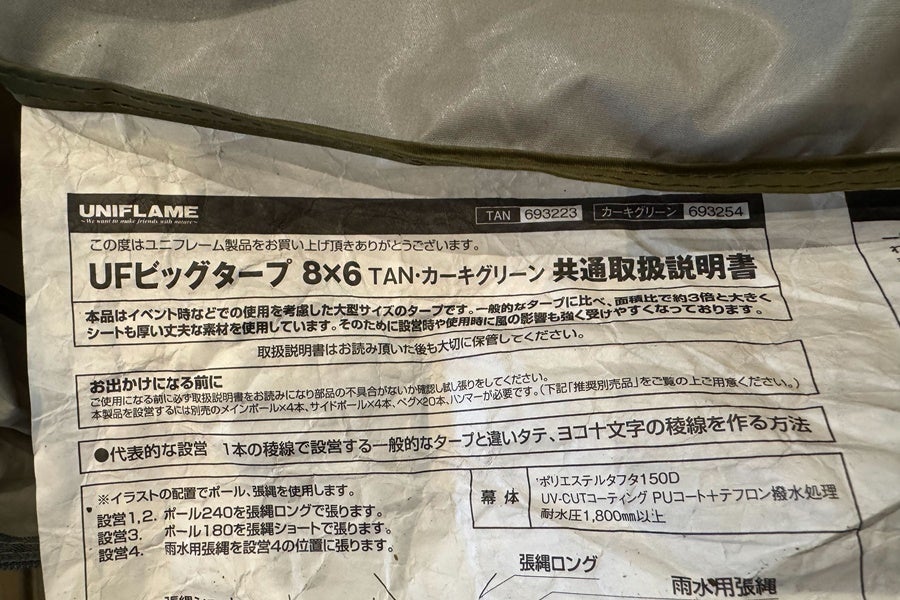 UNIFLAME
~We want to make friends with nature~
TAN 693223 カーキグリーン 693254
この度はユニフレーム製品をお買い上げ頂きありがとうございます。
UFビッグタープ 8×6 TAN・カーキグリーン 共通取扱説明書
本品はイベント時などでの使用を考慮した大型サイズのタープです。一般的なタープに比べ、面積比で約3倍と大きく
シートも厚い丈夫な素材を使用しています。そのために設営時や使用時に風の影響も強く受けやすくなっております。
取扱説明書はお読み頂いた後も大切に保管してください。
お出かけになる前に
ご使用になる前に必ず取扱説明書をお読みになり部品の不具合がないか確認し試し張りをしてください。
本製品を設営するには別売のメインポール×4本、サイドポール×4本、ペグ×20本、ハンマーが必要です。(下記「推奨別売品」をご覧の上ご用意ください。)
●代表的な設営 1本の稜線で設営する一般的なタープと違いタテ、ヨコ十文字の稜線を作る方法
※イラストの配置でポール、張縄を使用します。
設営1,2. ポール240を張縄ロングで張ります。
設営3. ポール180を張縄ショートで張ります。
設営4. 雨水用張縄を設営4の位置に張ります。
幕体
ポリエステルタフタ150D
UV-CUTコーティング PUコート+テフロン撥水処理
耐水圧1,800mm以上
張縄ロング
雨水用張縄